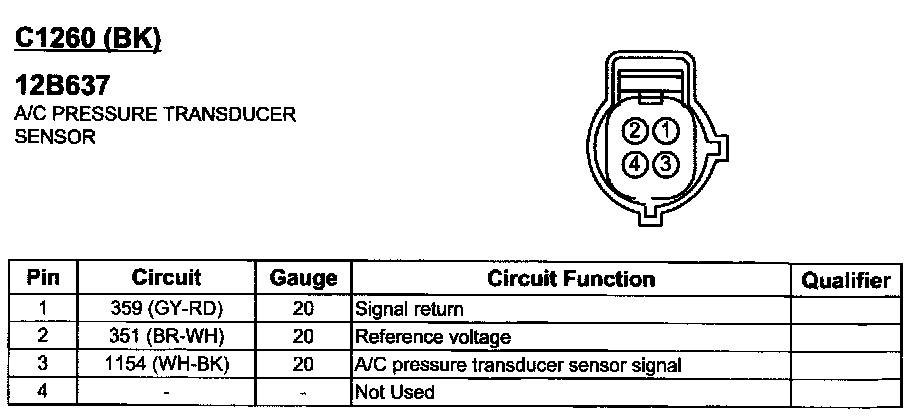 C1260 (BK)
12B637
A/C PRESSURE TRANSDUCER
SENSOR
2 1
4 3
Pin Circuit Gauge Circuit Function Qualifier
1 359 (GY-RD) 20 Signal return
2 351 (BR-WH) 20 Reference voltage
3 1154 (WH-BK) 20 A/C pressure transducer sensor signal
4 - - Not Used